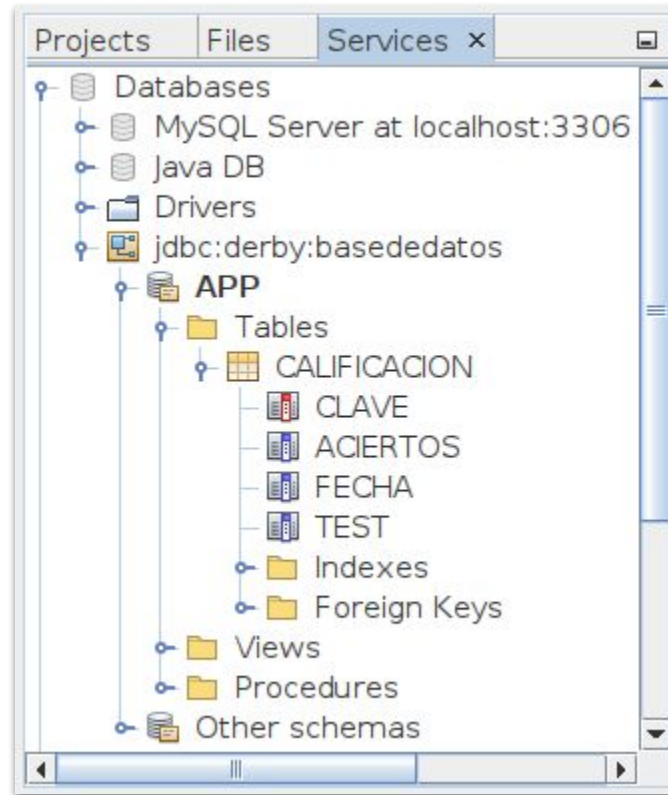 Projects Files Services ×
Databases
MySQL Server at localhost:3306
Java DB
Drivers
jdbc:derby:basededatos
APP
Tables
CALIFICACION
CLAVE
ACIERTOS
FECHA
TEST
Indexes
Foreign Keys
Views
Procedures
Other schemas